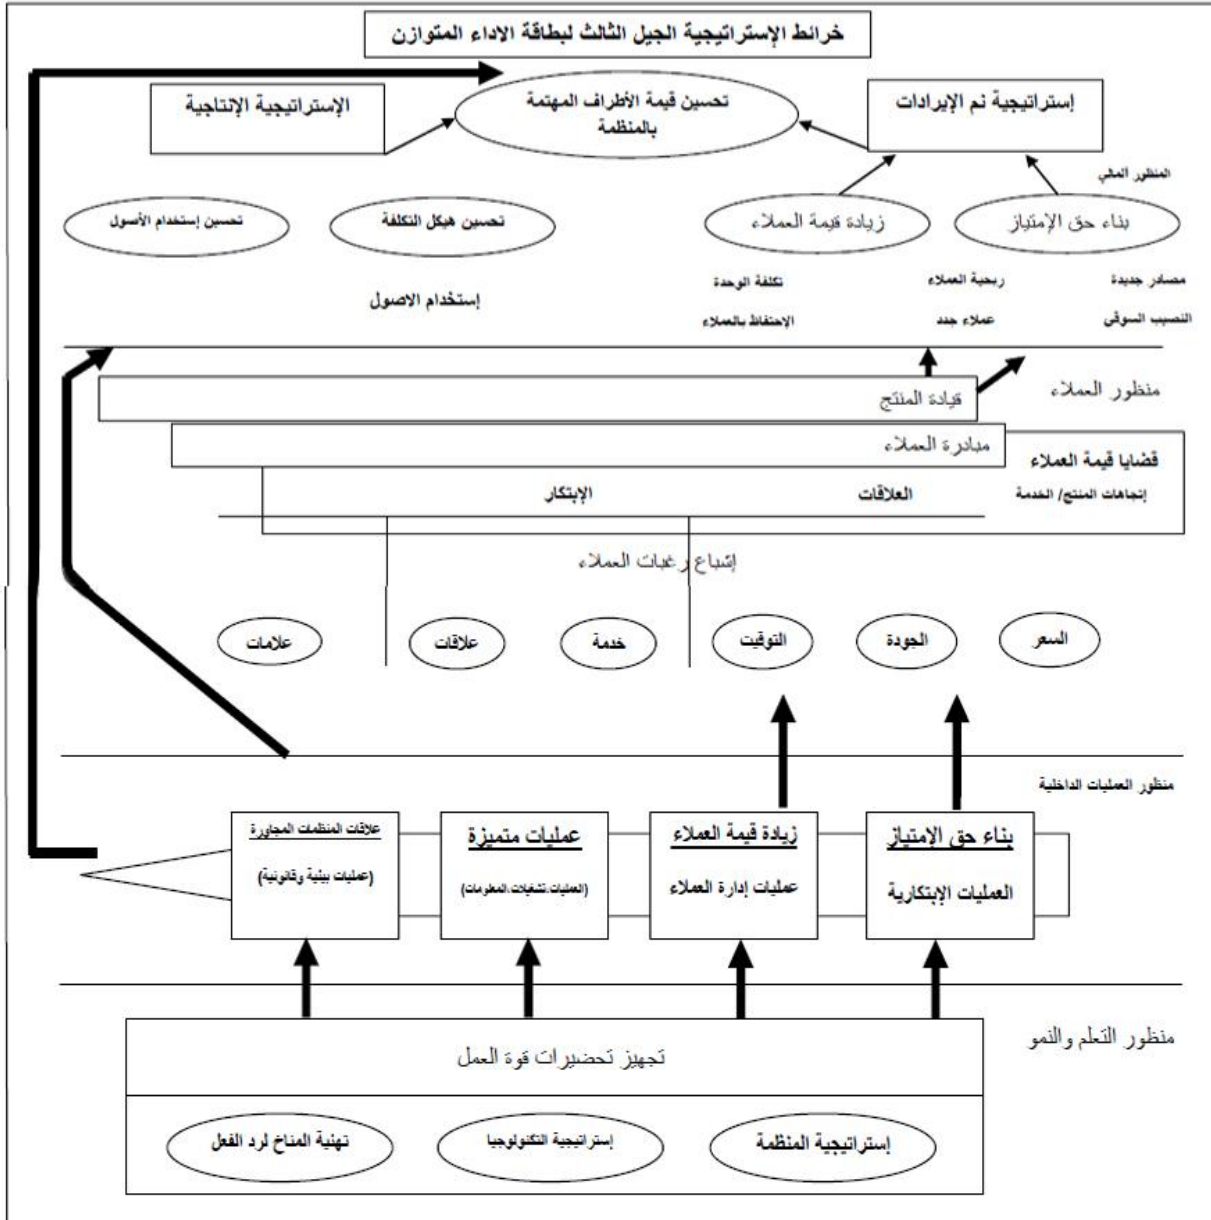 خرائط الإستراتيجية الجيل الثالث لبطاقة الاداء المتوازن
إستراتيجية نم الإيرادات
تحسين قيمة الأطراف المهتمة
بالمنظمة
الإستراتيجية الإنتاجية
المنظور المالي
بناء حق الإمتياز
زيادة قيمة العملاء
تحسين هيكل التكلفة
تحسين إستخدام الأصول
مصادر جديدة
ربحية العملاء
تكلفة الوحدة
إستخدام الاصول
النصيب السوقي
عملاء جدد
الإحتفاظ بالعملاء
منظور العملاء
قيادة المنتج
مبادرة العملاء
قضايا قيمة العملاء
إتجاهات المنتج/ الخدمة
العلاقات
الإبتكار
إشباع رغبات العملاء
السعر
الجودة
التوقيت
خدمة
علاقات
علامات
منظور العمليات الداخلية
بناء حق الإمتياز
العمليات الإبتكارية
زيادة قيمة العملاء
عمليات إدارة العملاء
عمليات متميزة
(العمليات،تشغيلات،المعلومات)
علاقات المنظمات المجاورة
(عمليات بيئية وقانونية)
منظور التعلم والنمو
تجهيز تحضيرات قوة العمل
إستراتيجية المنظمة
إستراتيجية التكنولوجيا
تهئية المناخ لرد الفعل